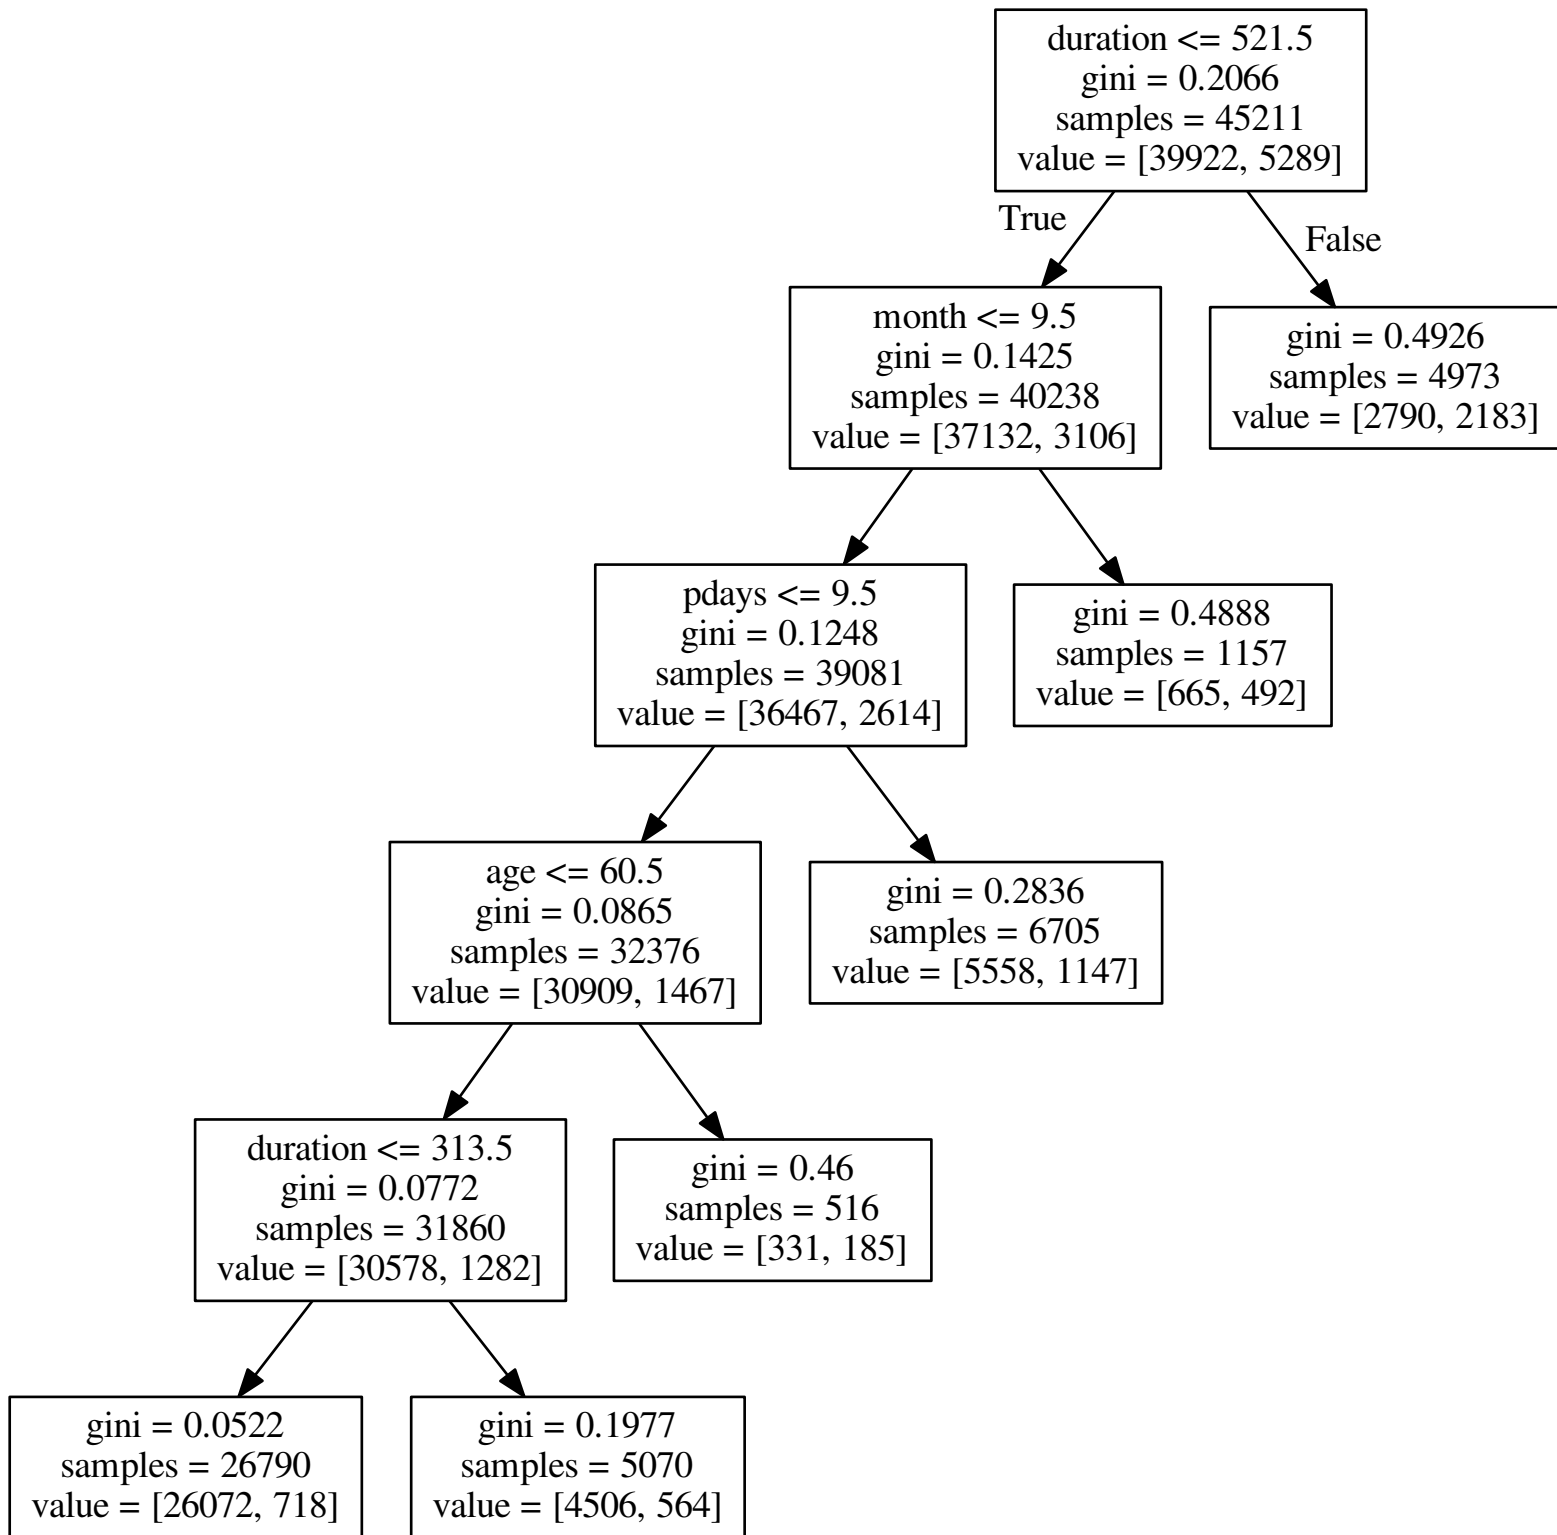 duration <= 521.5
gini = 0.2066
samples = 45211
value = [39922, 5289]
True
False
month <= 9.5
gini = 0.1425
samples = 40238
value = [37132, 3106]
gini = 0.4926
samples = 4973
value = [2790, 2183]
pdays <= 9.5
gini = 0.1248
samples = 39081
value = [36467, 2614]
gini = 0.4888
samples = 1157
value = [665, 492]
age <= 60.5
gini = 0.0865
samples = 32376
value = [30909, 1467]
gini = 0.2836
samples = 6705
value = [5558, 1147]
duration <= 313.5
gini = 0.0772
samples = 31860
value = [30578, 1282]
gini = 0.46
samples = 516
value = [331, 185]
gini = 0.0522
samples = 26790
value = [26072, 718]
gini = 0.1977
samples = 5070
value = [4506, 564]